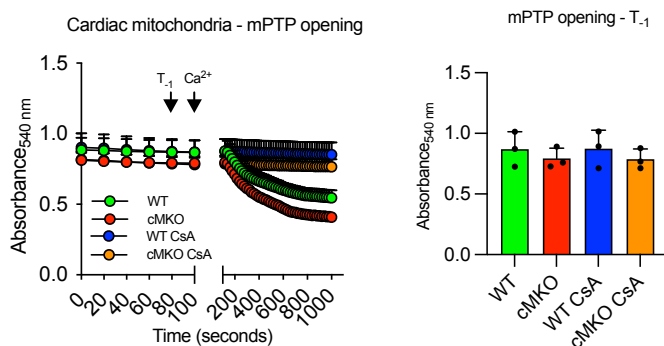 Cardiac mitochondria - mPTP opening
T-1 Ca2+
Absorbance540 nm
1.5
1.0
0.5
0.0
WT
cMKO
WT CsA
cMKO CsA
0 20 40 60 80 100 200 400 600 800 1000
Time (seconds)
mPTP opening - T-1
Absorbance540 nm
1.5
1.0
0.5
0.0
WT cMKO WT CsA cMKO CsA